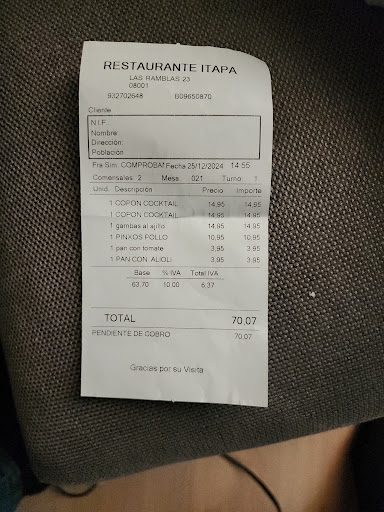 RESTAURANTE ITAPA
LAS RAMBLAS 23
08001
932702648 B09650870
Cliente
N.I.F.:
Nombre:
Dirección:
Población
Fra.Sim. COMPROBAN Fecha 25/12/2024 14:55
Comensales: 2 Mesa 021 Turno 1
Unid. Descripción Precio Importe
1 COPON COCKTAIL 14,95 14,95
1 COPON COCKTAIL 14,95 14,95
1 gambas al ajillo 14,95 14,95
1 PINXOS POLLO 10,95 10,95
1 pan con tomate 3,95 3,95
1 PAN CON ALIOLI 3,95 3,95
Base % IVA Total IVA
63,70 10,00 6,37
TOTAL 70,07
PENDIENTE DE COBRO 70,07
Gracias por su Visita